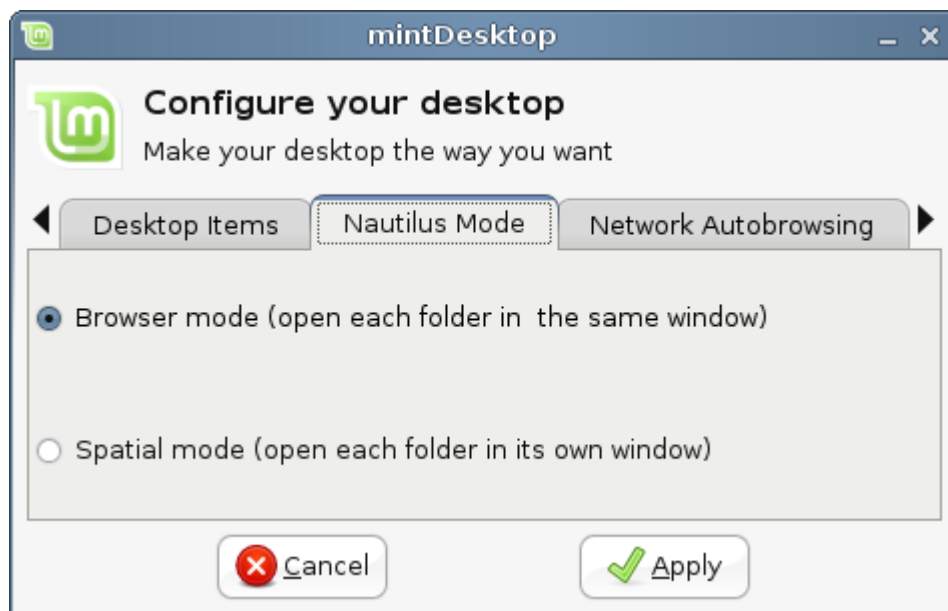 mintDesktop
Configure your desktop
Make your desktop the way you want
Desktop Items Nautilus Mode Network Autobrowsing
Browser mode (open each folder in  the same window)
Spatial mode (open each folder in its own window)
Cancel Apply